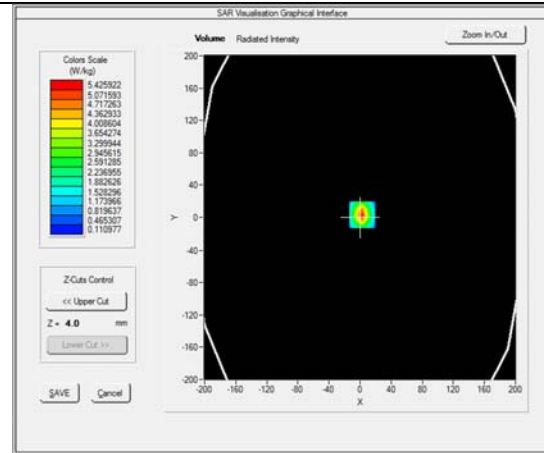 SAR Visualisation Graphical Interface
Colors Scale
(W/kg)
5.425922
5.071593
4.717263
4.362933
4.008604
3.654274
3.299944
2.945615
2.591285
2.236955
1.882626
1.528296
1.173966
0.819637
0.465307
0.110977
Z-Cuts Control
<< Upper Cut
Z = 4.0 mm
Lower Cut >>
SAVE Cancel
Volume Radiated Intensity
Zoom In/Out
200-
160-
120-
80-
40-
Y 0-
-40-
-80-
-120-
-160-
-200-
-200 -160 -120 -80 -40 0 40 80 120 160 200
X